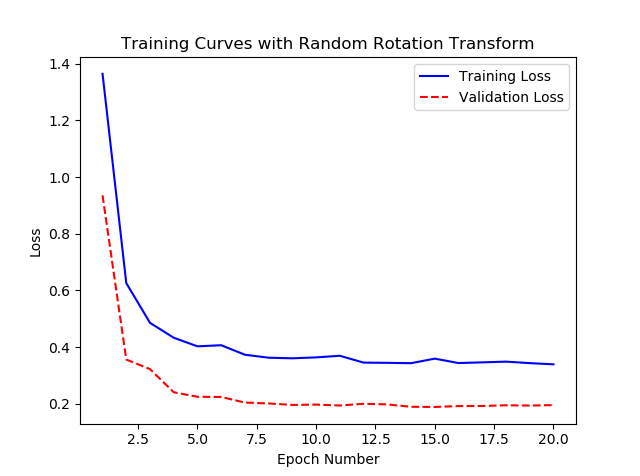 Training Curves with Random Rotation Transform
Training Loss
Validation Loss
Loss
1.4
1.2
1.0
0.8
0.6
0.4
0.2
2.5 5.0 7.5 10.0 12.5 15.0 17.5 20.0
Epoch Number